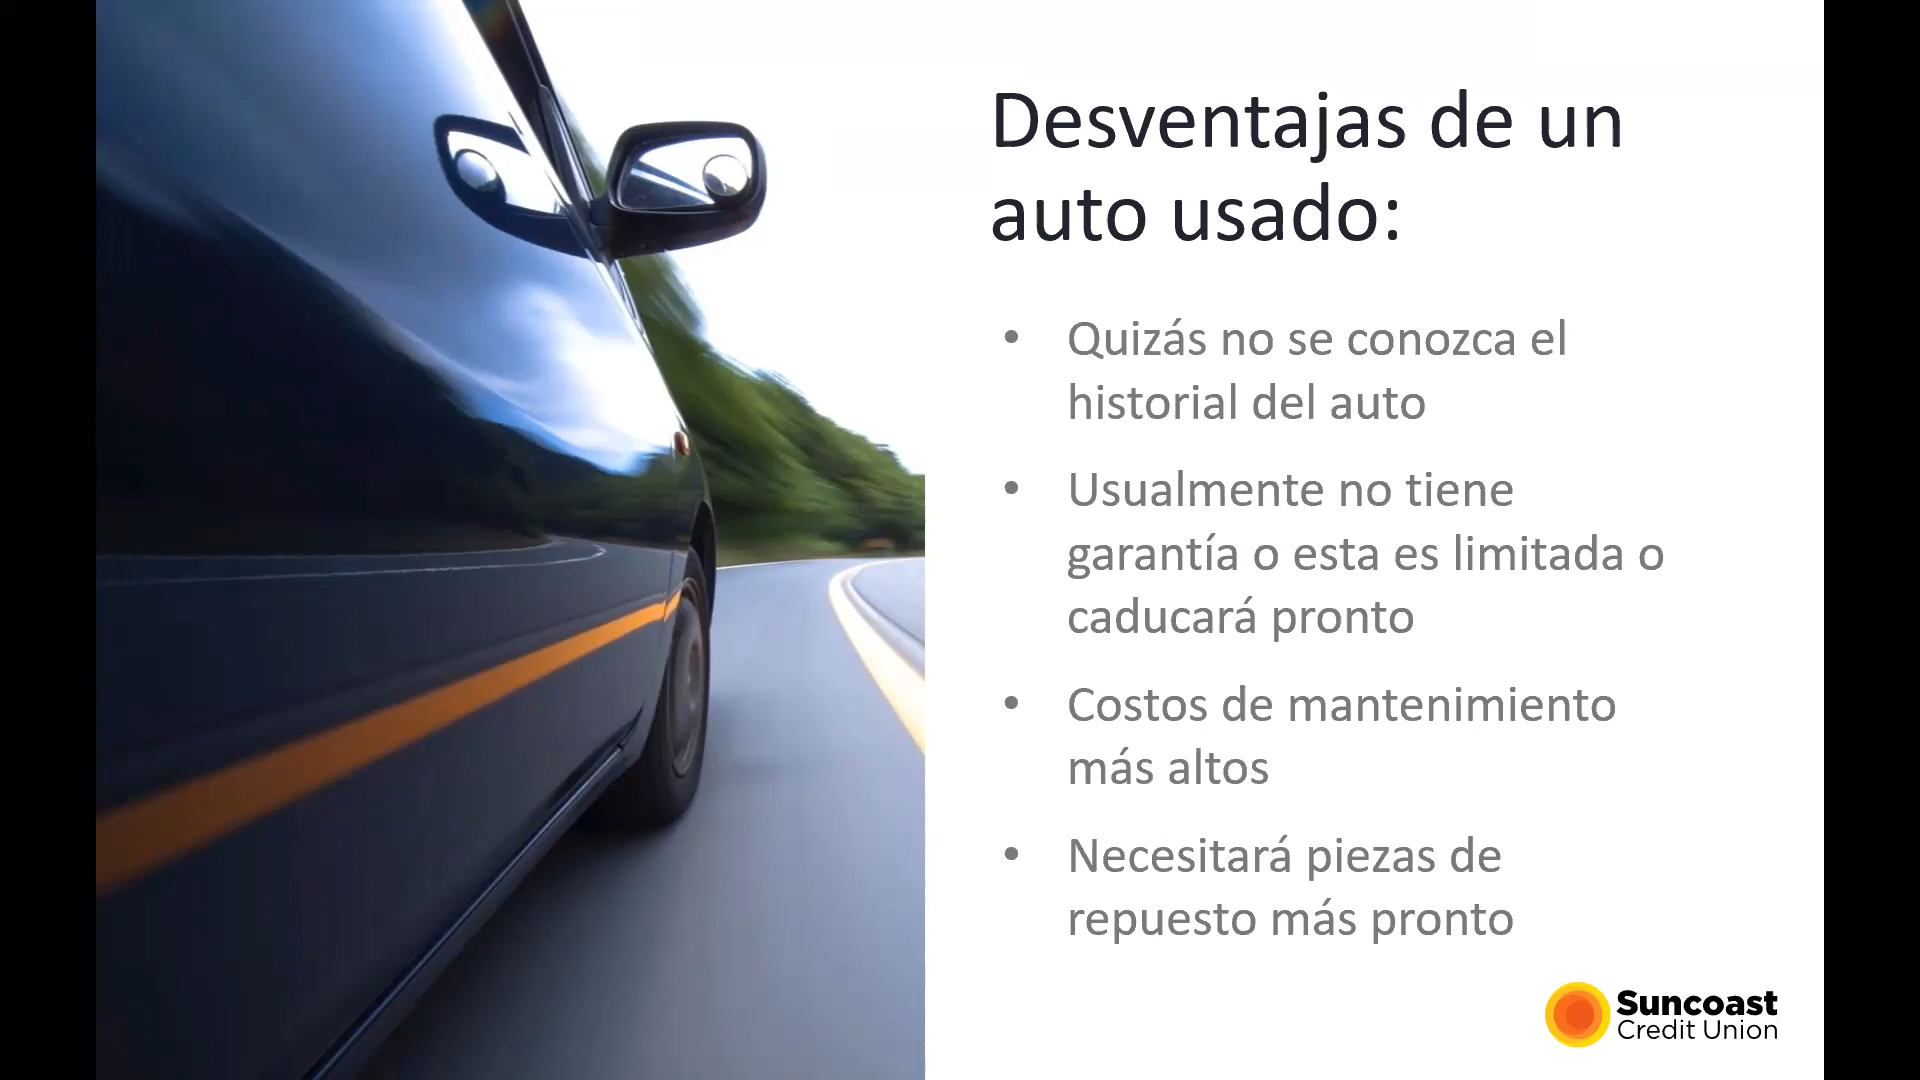 Desventajas de un
auto usado:
• Quizás no se conozca el
historial del auto
• Usualmente no tiene
garantía o esta es limitada o
caducará pronto
• Costos de mantenimiento
más altos
• Necesitará piezas de
repuesto más pronto
Suncoast
Credit Union